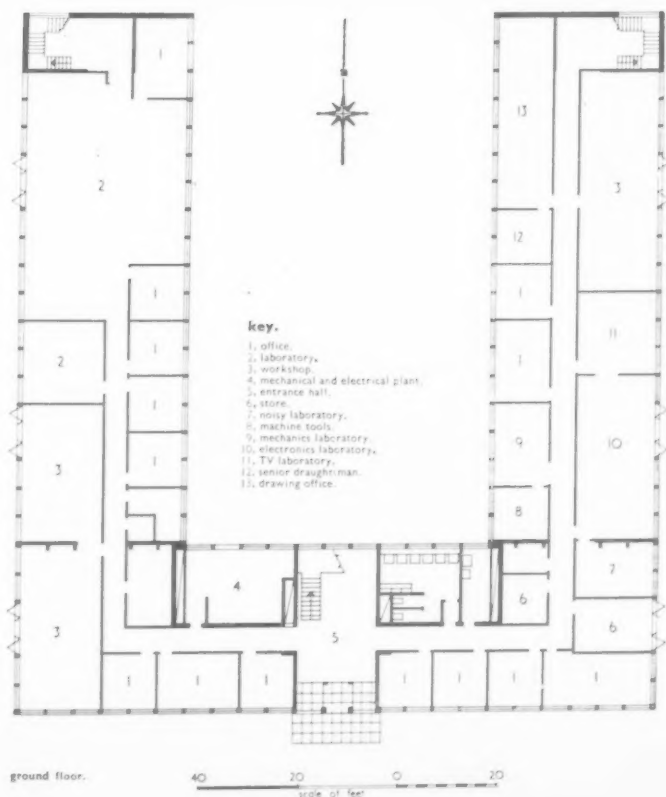 1
13
2
3
12
1
1
11
key.
1, office.
2, laboratory.
3, workshop.
4, mechanical and electrical plant.
5, entrance hall.
6, store.
7, noisy laboratory.
8, machine tools.
9, mechanics laboratory.
10, electronics laboratory.
11, TV laboratory.
12, senior draughtsman.
13, drawing office.
2
1
1
1
3
1
9
10
8
4
7
6
3
5
6
1
1
1
1
1
1
1
ground floor.
40 20 0 20
scale of feet